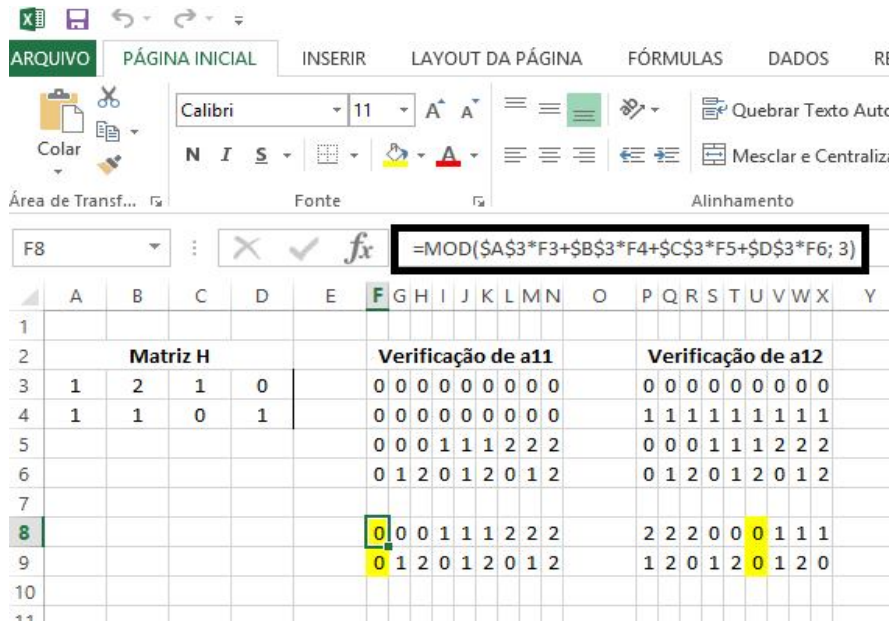 ARQUIVO PÁGINA INICIAL INSERIR LAYOUT DA PÁGINA FÓRMULAS DADOS RE
Colar
Calibri 11 A A Quebrar Texto Auto
N I S A Mesclar e Centraliza
Área de Transf... Fonte Alinhamento
F8 fx =MOD($A$3*F3+$B$3*F4+$C$3*F5+$D$3*F6; 3)
A B C D E F G H I J K L M N O P Q R S T U V W X Y
1
2 Matriz H Verificação de a11 Verificação de a12
3 1 2 1 0 0 0 0 0 0 0 0 0 0 0 0 0 0 0 0 0 0 0
4 1 1 0 1 0 0 0 0 0 0 0 0 0 1 1 1 1 1 1 1 1 1
5 0 0 0 1 1 1 2 2 2 0 0 0 1 1 1 2 2 2
6 0 1 2 0 1 2 0 1 2 0 1 2 0 1 2 0 1 2
7
8 0 0 0 1 1 1 2 2 2 2 2 2 0 0 0 1 1 1
9 0 1 2 0 1 2 0 1 2 1 2 0 1 2 0 1 2 0
10
11